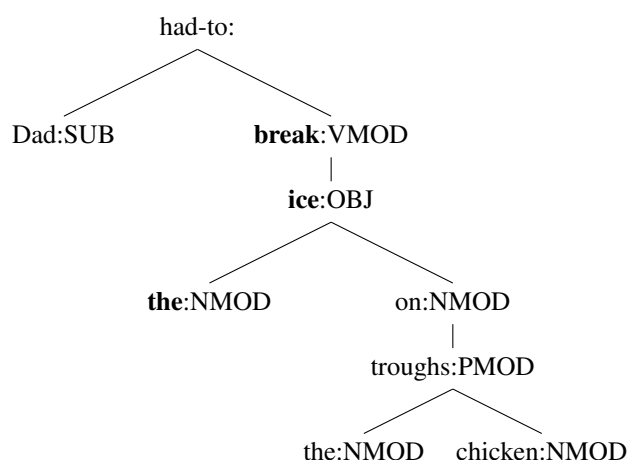 had-to:
Dad:SUB break:VMOD
ice:OBJ
the:NMOD on:NMOD
troughs:PMOD
the:NMOD chicken:NMOD